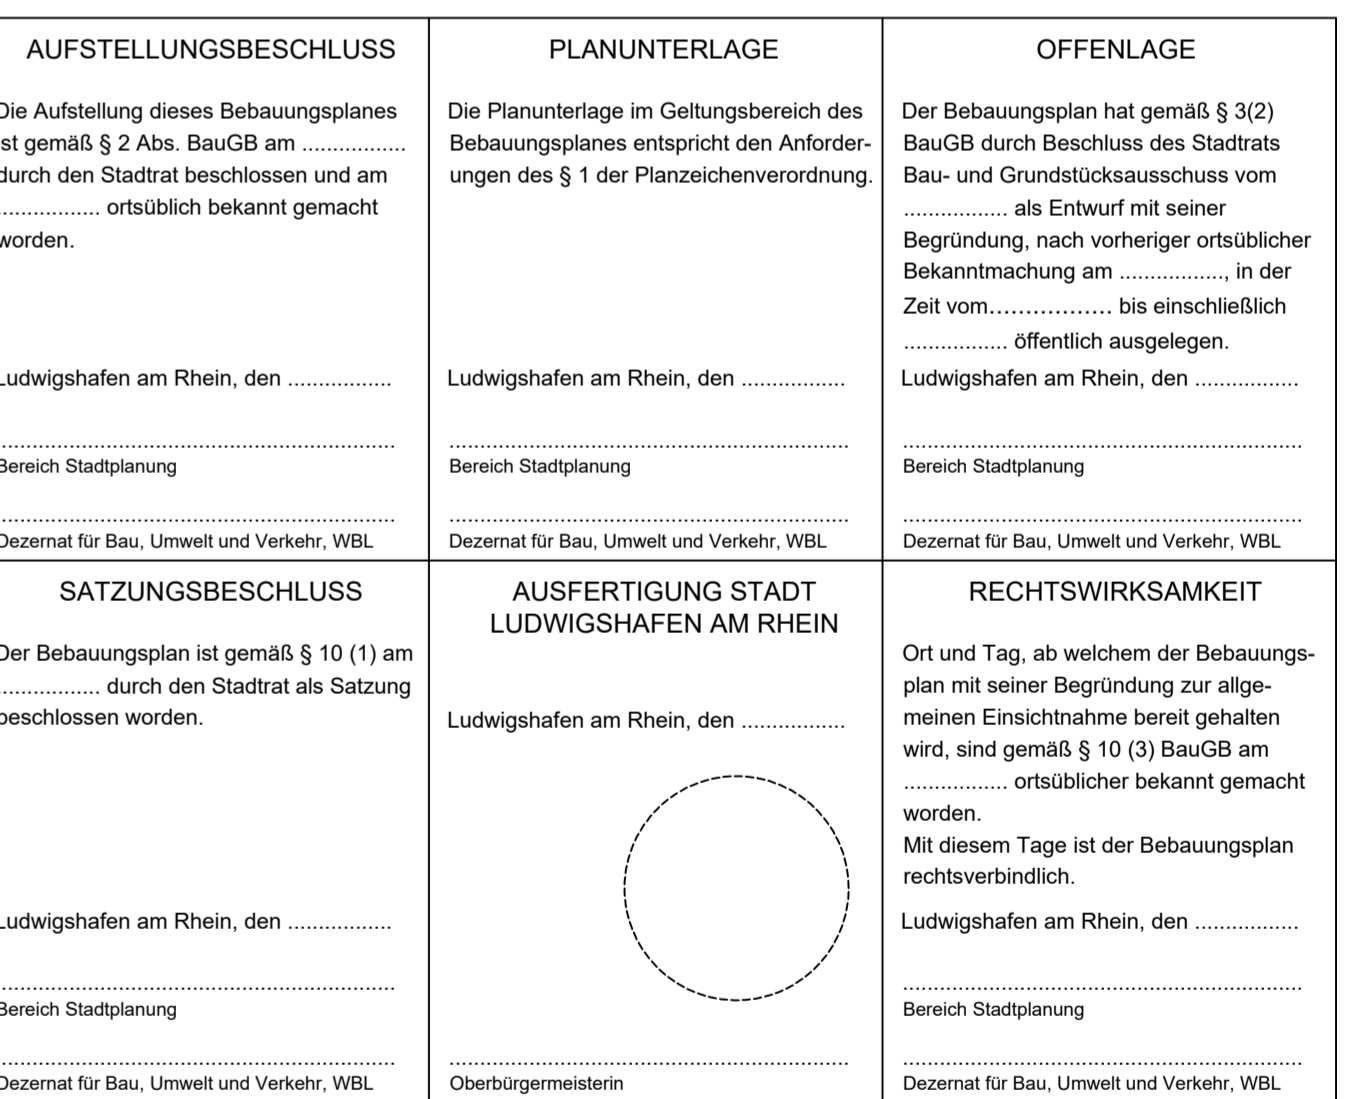 AUFSTELLUNGSBESCHLUSS
Die Aufstellung dieses Bebauungsplanes
ist gemäß § 2 Abs. BauGB am .................
durch den Stadtrat beschlossen und am
................. ortsüblich bekannt gemacht
worden.
Ludwigshafen am Rhein, den .................
.................................................................
Bereich Stadtplanung
.................................................................
Dezernat für Bau, Umwelt und Verkehr, WBL
PLANUNTERLAGE
Die Planunterlage im Geltungsbereich des
Bebauungsplanes entspricht den Anforder-
ungen des § 1 der Planzeichenverordnung.
Ludwigshafen am Rhein, den .................
.................................................................
Bereich Stadtplanung
.................................................................
Dezernat für Bau, Umwelt und Verkehr, WBL
OFFENLAGE
Der Bebauungsplan hat gemäß § 3(2)
BauGB durch Beschluss des Stadtrats
Bau- und Grundstücksausschuss vom
................. als Entwurf mit seiner
Begründung, nach vorheriger ortsüblicher
Bekanntmachung am ................., in der
Zeit vom................. bis einschließlich
................. öffentlich ausgelegen.
Ludwigshafen am Rhein, den .................
.................................................................
Bereich Stadtplanung
.................................................................
Dezernat für Bau, Umwelt und Verkehr, WBL
SATZUNGSBESCHLUSS
Der Bebauungsplan ist gemäß § 10 (1) am
................. durch den Stadtrat als Satzung
beschlossen worden.
Ludwigshafen am Rhein, den .................
.................................................................
Bereich Stadtplanung
.................................................................
Dezernat für Bau, Umwelt und Verkehr, WBL
AUSFERTIGUNG STADT
LUDWIGSHAFEN AM RHEIN
Ludwigshafen am Rhein, den .................
.................................................................
Oberbürgermeisterin
RECHTSWIRKSAMKEIT
Ort und Tag, ab welchem der Bebauungs-
plan mit seiner Begründung zur allge-
meinen Einsichtnahme bereit gehalten
wird, sind gemäß § 10 (3) BauGB am
................. ortsüblicher bekannt gemacht
worden.
Mit diesem Tage ist der Bebauungsplan
rechtsverbindlich.
Ludwigshafen am Rhein, den .................
.................................................................
Bereich Stadtplanung
.................................................................
Dezernat für Bau, Umwelt und Verkehr, WBL